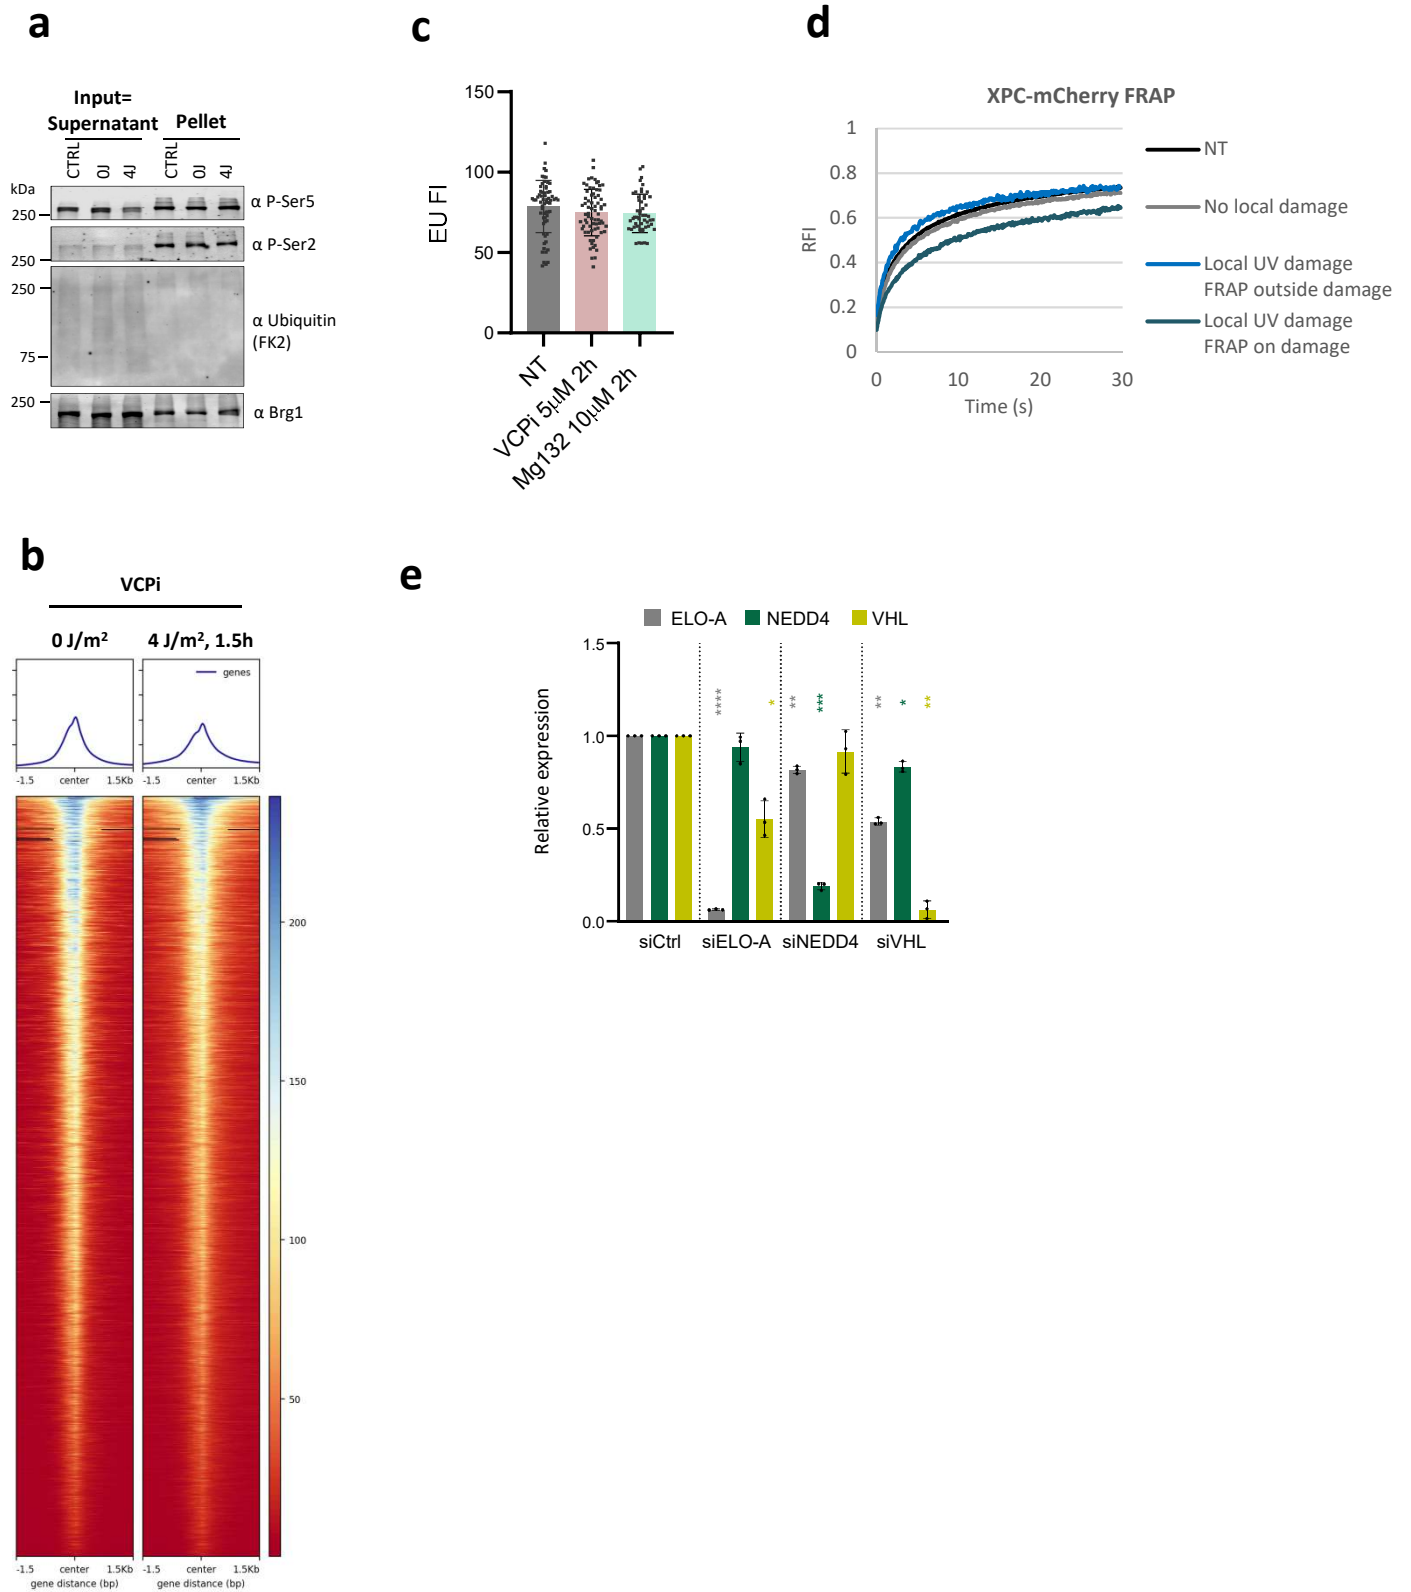 a
Input=
Supernatant
Pellet
CTRL
0J
4J
CTRL
0J
4J
kDa
250
α P-Ser5
α P-Ser2
250
250
α Ubiquitin
(FK2)
75
250
α Brg1
b
VCPi
0 J/m²
4 J/m², 1.5h
genes
-1.5
center
1.5Kb
-1.5
center
1.5Kb
200
150
100
50
-1.5
center
1.5Kb
-1.5
center
1.5Kb
gene distance (bp)
gene distance (bp)
c
150
100
50
0
EU FI
NT
VCPi 5µM 2h
Mg132 10µM 2h
d
XPC-mCherry FRAP
1
0.8
0.6
0.4
0.2
0
RFI
0
10
20
30
Time (s)
NT
No local damage
Local UV damage
FRAP outside damage
Local UV damage
FRAP on damage
e
ELO-A
NEDD4
VHL
1.5
1.0
0.5
0.0
Relative expression
****
*
**
***
**
*
**
siCtrl
siELO-A
siNEDD4
siVHL